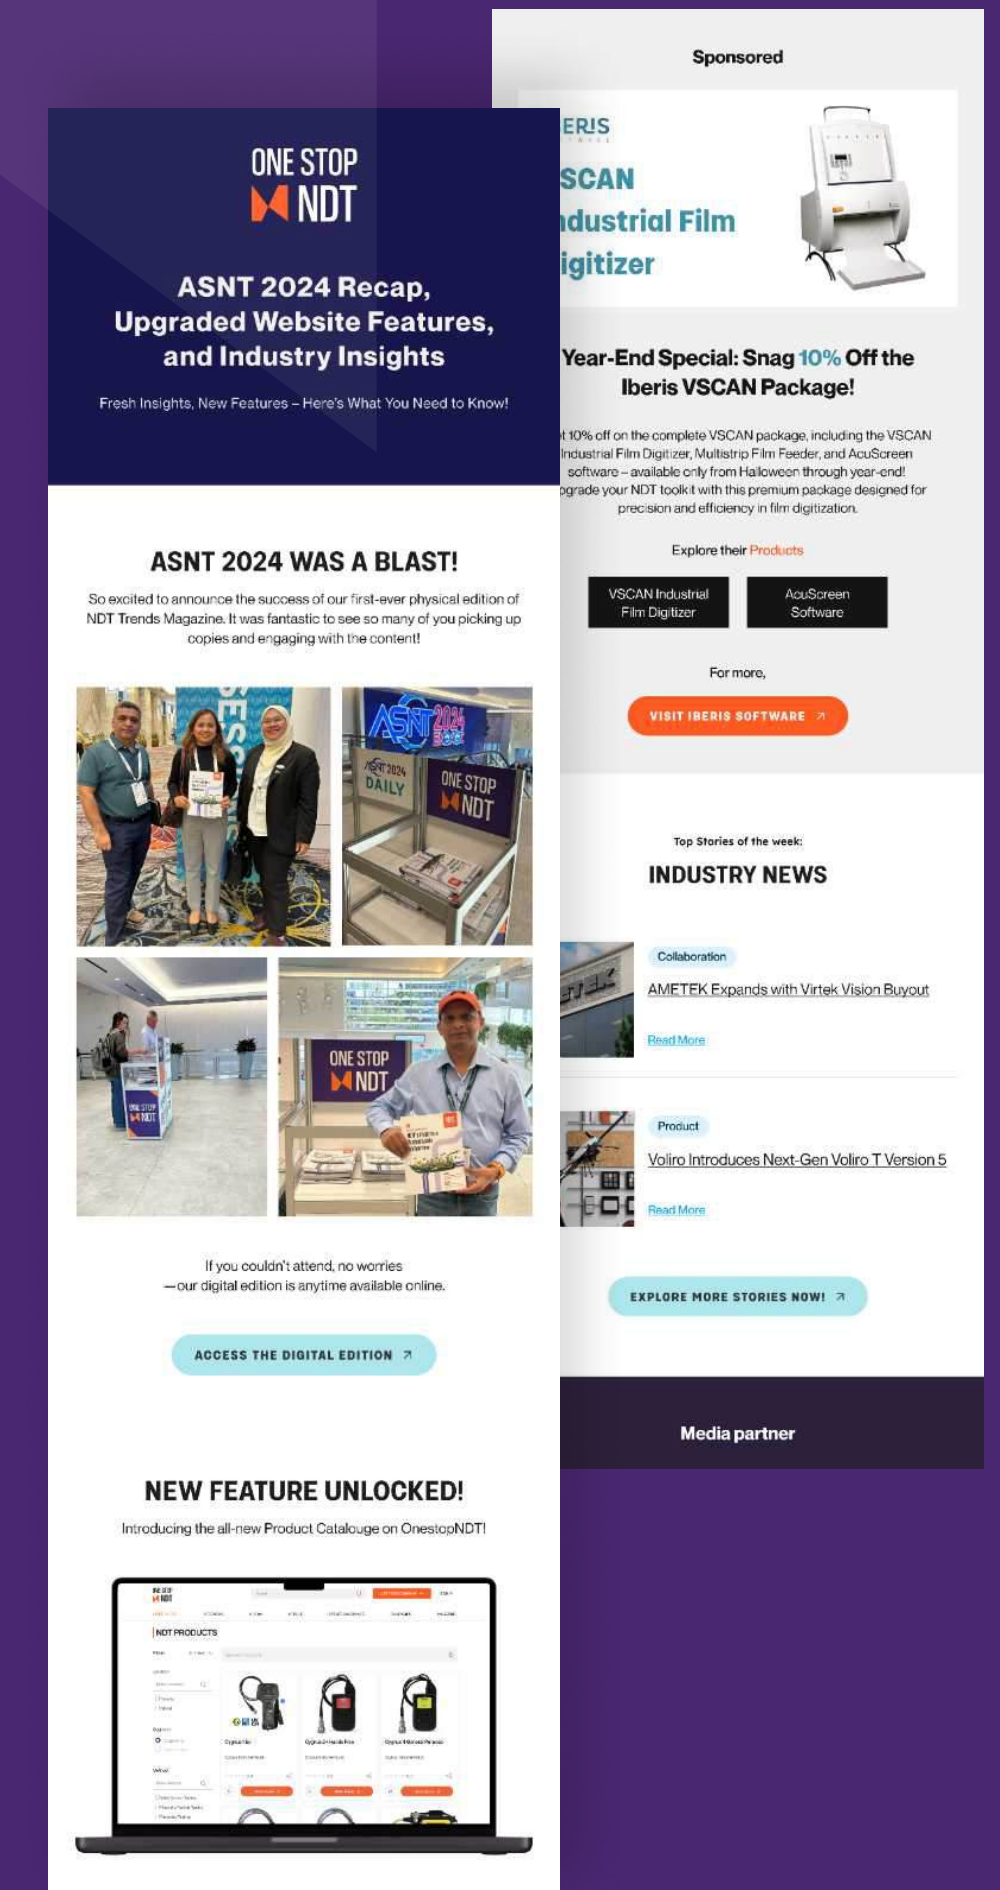 ONE STOP
NDT
ASNT 2024 Recap,
Upgraded Website Features,
and Industry Insights
Fresh Insights, New Features – Here's What You Need to Know!
ASNT 2024 WAS A BLAST!
So excited to announce the success of our first-ever physical edition of
NDT Trends Magazine. It was fantastic to see so many of you picking up
copies and engaging with the content!
ASNT 2024
ASNT 2024
DAILY
ONE STOP
NDT
ONE STOP
NDT
ONE STOP
NDT
If you couldn't attend, no worries
—our digital edition is anytime available online.
ACCESS THE DIGITAL EDITION
NEW FEATURE UNLOCKED!
Introducing the all-new Product Catalouge on OnestopNDT!
ONE STOP
NDT
NDT PRODUCTS
Sponsored
ERIS
SCAN
ndustrial Film
igitizer
Year-End Special: Snag 10% Off the
Iberis VSCAN Package!
t 10% off on the complete VSCAN package, including the VSCAN
Industrial Film Digitizer, Multistrip Film Feeder, and AcuScreen
software – available only from Halloween through year-end!
pgrade your NDT toolkit with this premium package designed for
precision and efficiency in film digitization.
Explore their Products
VSCAN Industrial
Film Digitizer
AcuScreen
Software
For more,
VISIT IBERIS SOFTWARE
Top Stories of the week:
INDUSTRY NEWS
Collaboration
AMETEK Expands with Virtek Vision Buyout
Read More
Product
Voliro Introduces Next-Gen Voliro T Version 5
Read More
EXPLORE MORE STORIES NOW!
Media partner